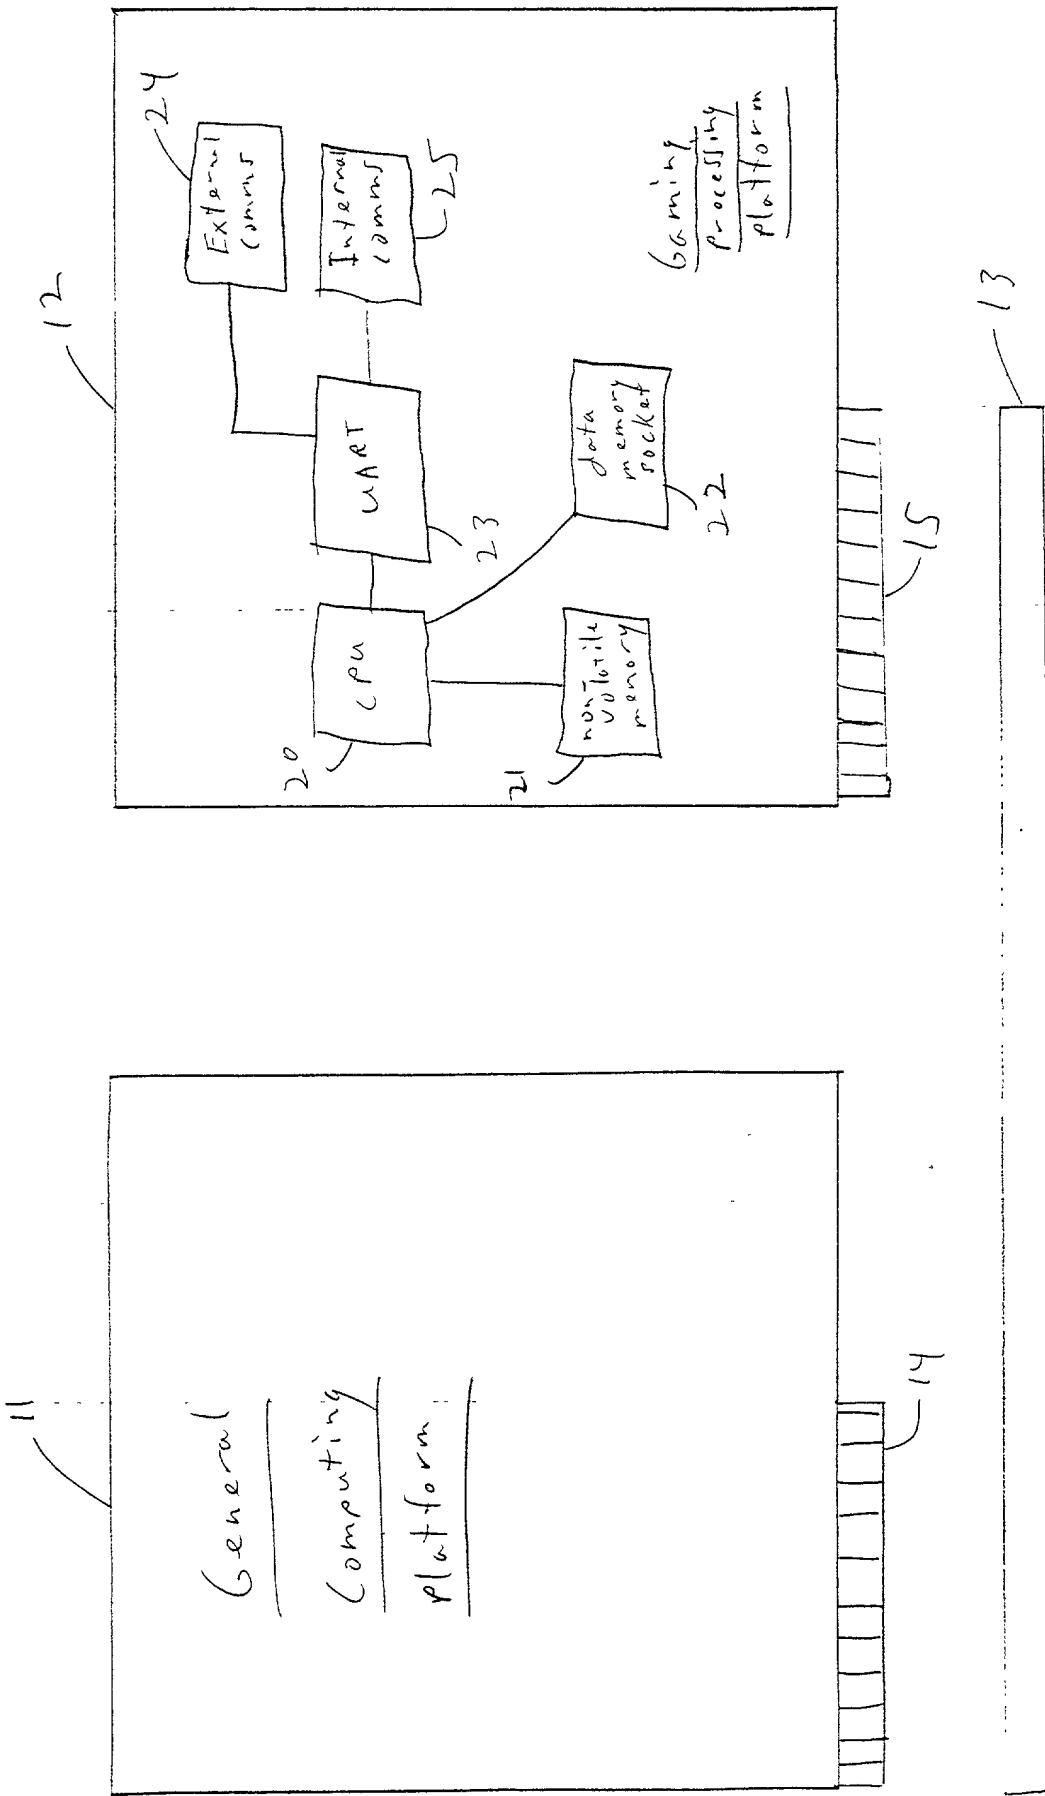 11
General
Computing
platform
14
12
24
External
comms
Internal
comms
25
UART
23
CPU
20
non-
volatile
memory
21
data
memory
socket
22
Gaming
Processing
platform
15
13